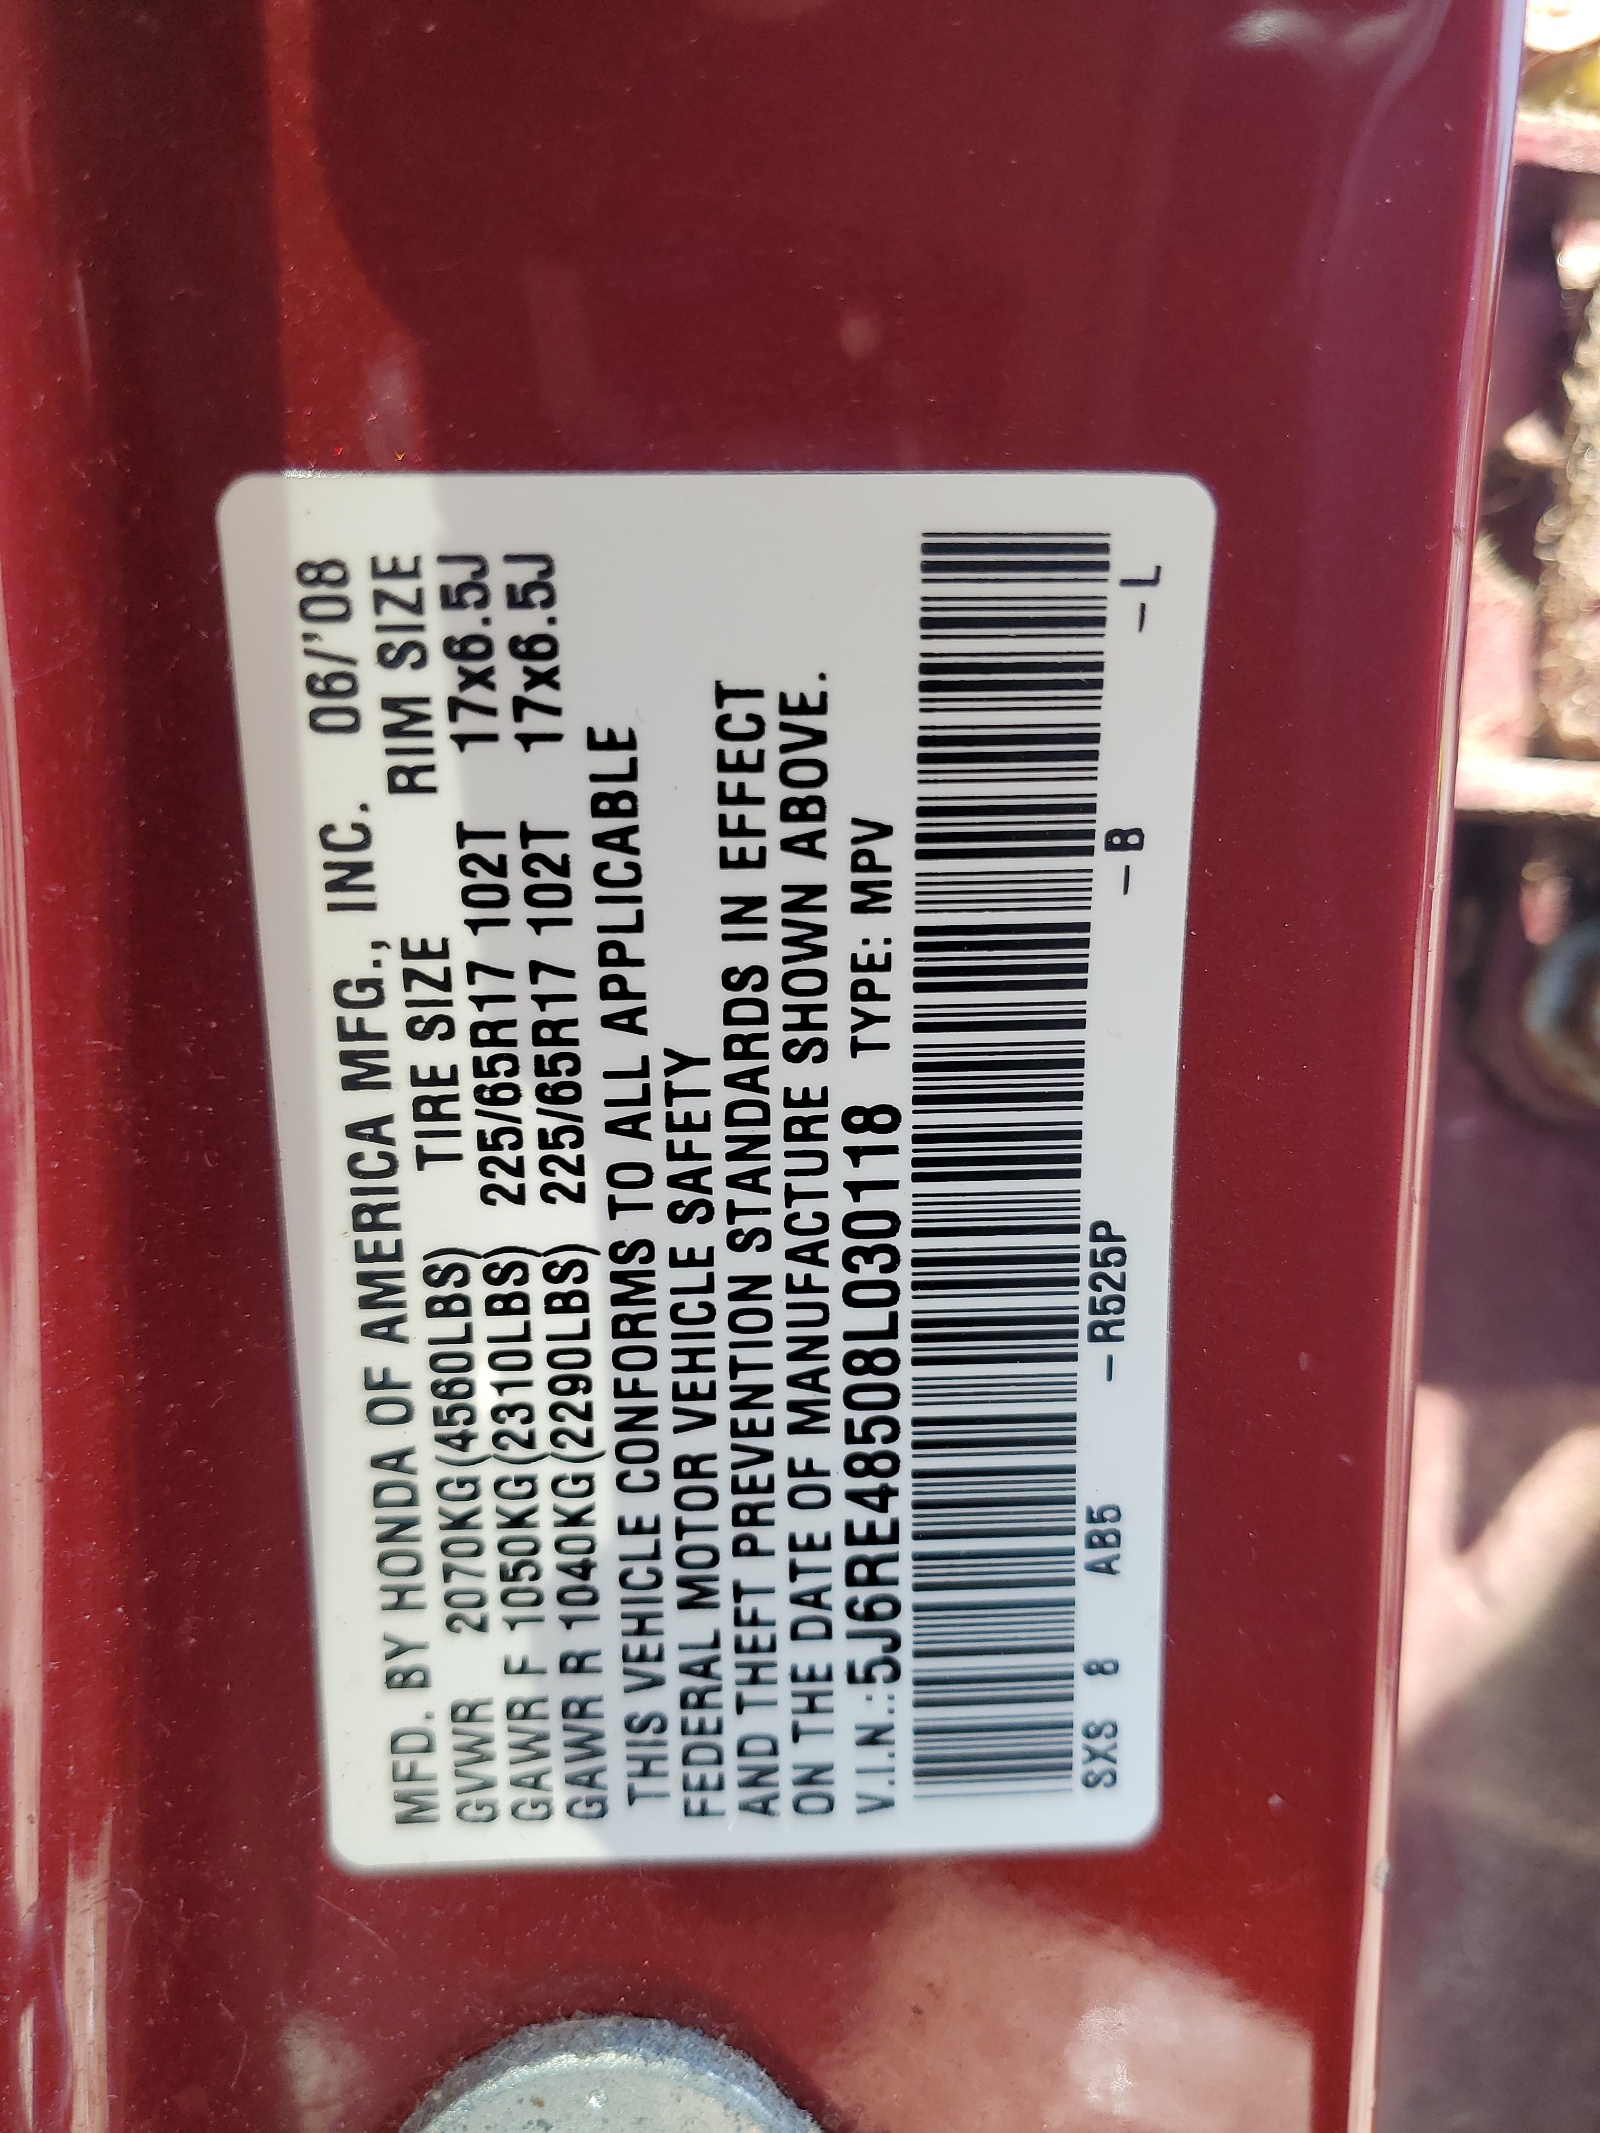 MFD. BY HONDA OF AMERICA MFG., INC. 06/'08
TIRE SIZE RIM SIZE
GVWR 2070KG(4560LBS)
GAWR F 1050KG(2310LBS) 225/65R17 102T 17x6.5J
GAWR R 1040KG(2290LBS) 225/65R17 102T 17x6.5J
THIS VEHICLE CONFORMS TO ALL APPLICABLE
FEDERAL MOTOR VEHICLE SAFETY
AND THEFT PREVENTION STANDARDS IN EFFECT
ON THE DATE OF MANUFACTURE SHOWN ABOVE.
V.I.N.:5J6RE48508L030118 TYPE: MPV
SXS 8 AB5 -R525P -B -L